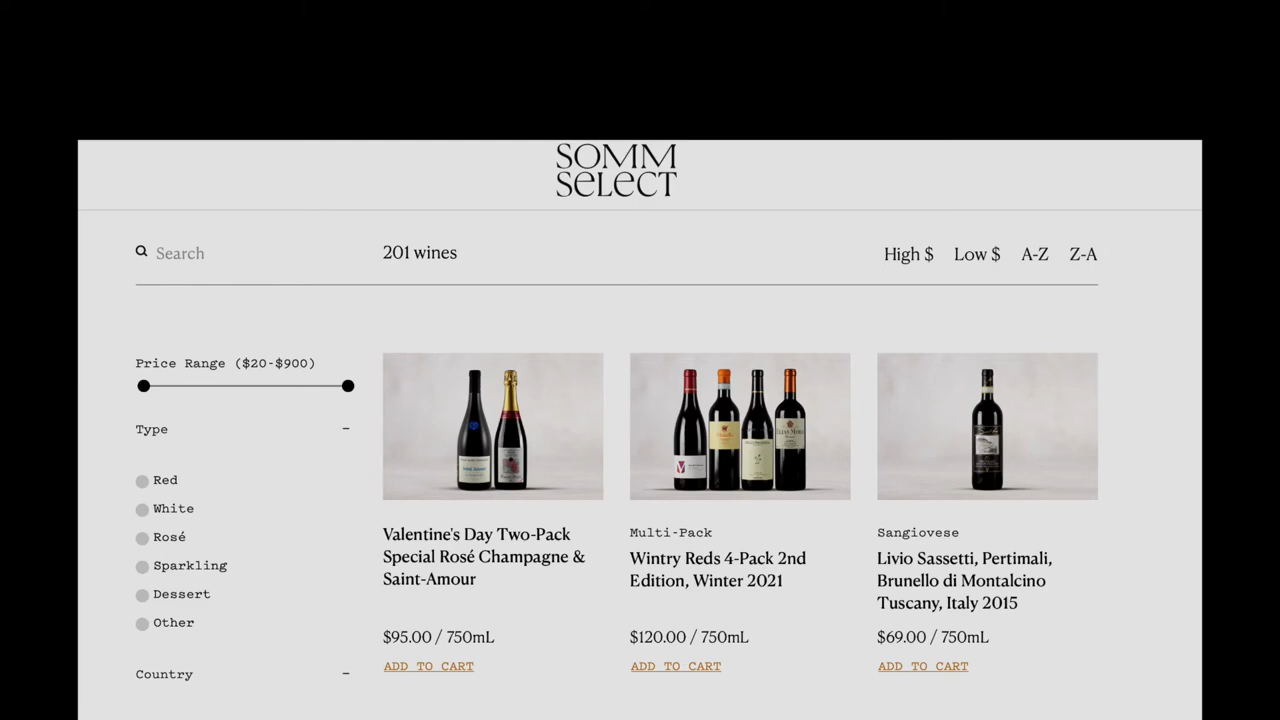 SOMM
SELECT
Search
201 wines
High $ Low $ A-Z Z-A
Price Range ($20-$900)
Type –
Red
White
Rosé
Sparkling
Dessert
Other
Country –
Valentine's Day Two-Pack
Special Rosé Champagne &
Saint-Amour
$95.00 / 750mL
ADD TO CART
Multi-Pack
Wintry Reds 4-Pack 2nd
Edition, Winter 2021
$120.00 / 750mL
ADD TO CART
Sangiovese
Livio Sassetti, Pertimali,
Brunello di Montalcino
Tuscany, Italy 2015
$69.00 / 750mL
ADD TO CART